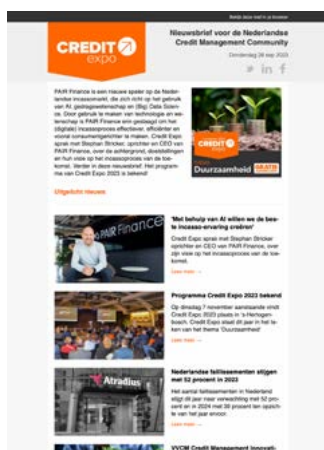 Bekijk deze mail in je browser
CREDIT
expo
Nieuwsbrief voor de Nederlandse
Credit Management Community
Donderdag 28 sep 2023
PAIR Finance is een nieuwe speler op de Neder-
landse incassomarkt, die zich richt op het gebruik
van AI, gedragswetenschap en (Big) Data Scien-
ce. Door gebruik te maken van technologie en we-
tenschap is PAIR Finance erin geslaagd om het
(digitale) incassoproces effectiever, efficiënter en
vooral consumentgerichter te maken. Credit Expo
sprak met Stephan Stricker, oprichter en CEO van
PAIR Finance, over de achtergrond, doelstellingen
en hun visie op het incassoproces van de toe-
komst. Verder in deze nieuwsbrief: Het program-
ma van Credit Expo 2023 is bekend!
Duurzaamheid
GRATIS
Uitgelicht nieuws
PAIR Finance
'Met behulp van AI willen we de bes-
te incasso-ervaring creëren'
Credit Expo sprak met Stephan Stricker
oprichter en CEO van PAIR Finance, over
zijn visie op het incassoproces van de toe-
komst.
Lees meer →
Programma Credit Expo 2023 bekend
Op dinsdag 7 november aanstaande vindt
Credit Expo 2023 plaats in 's-Hertogen-
bosch. Credit Expo staat dit jaar in het te-
ken van het thema 'Duurzaamheid'
Lees meer →
Atradius
Nederlandse faillissementen stijgen
met 52 procent in 2023
Het aantal faillissementen in Nederland
stijgt dit jaar naar verwachting met 52 pro-
cent en in 2024 met 38 procent ten opzich-
te van het jaar ervoor.
Lees meer →
VVCM Credit Management Innovati-